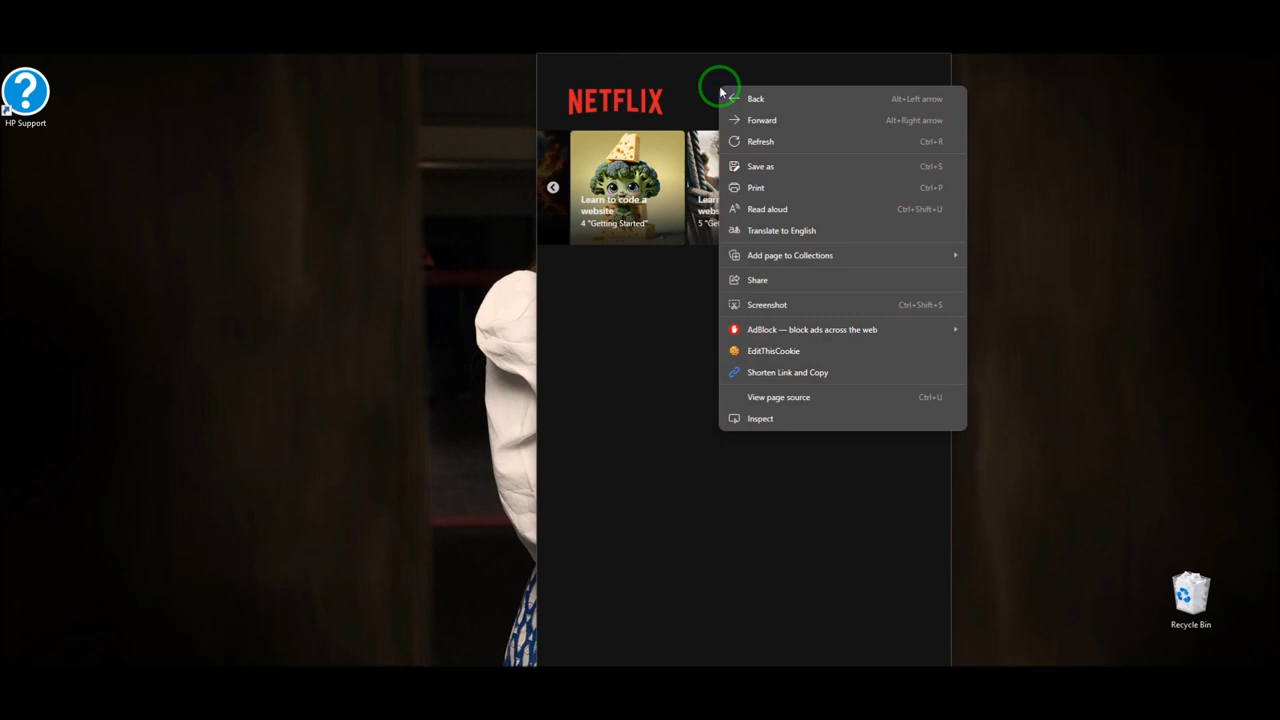 HP Support
NETFLIX
Learn to code a
website
4 "Getting Started"
Back Alt+Left arrow
Forward Alt+Right arrow
Refresh Ctrl+R
Save as Ctrl+S
Print Ctrl+P
Read aloud Ctrl+Shift+U
Translate to English
Add page to Collections
Share
Screenshot Ctrl+Shift+S
AdBlock — block ads across the web
EditThisCookie
Shorten Link and Copy
View page source Ctrl+U
Inspect
Recycle Bin